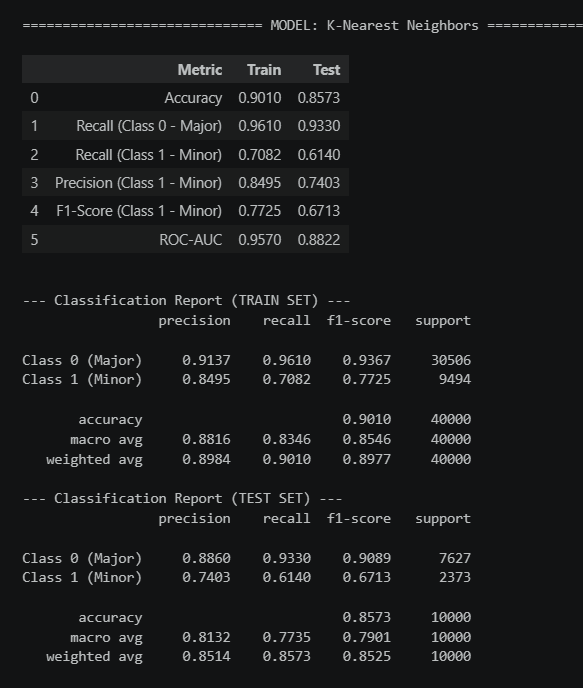 ============================== MODEL: K-Nearest Neighbors ============
Metric Train Test
0 Accuracy 0.9010 0.8573
1 Recall (Class 0 - Major) 0.9610 0.9330
2 Recall (Class 1 - Minor) 0.7082 0.6140
3 Precision (Class 1 - Minor) 0.8495 0.7403
4 F1-Score (Class 1 - Minor) 0.7725 0.6713
5 ROC-AUC 0.9570 0.8822
--- Classification Report (TRAIN SET) ---
precision recall f1-score support
Class 0 (Major) 0.9137 0.9610 0.9367 30506
Class 1 (Minor) 0.8495 0.7082 0.7725 9494
accuracy 0.9010 40000
macro avg 0.8816 0.8346 0.8546 40000
weighted avg 0.8984 0.9010 0.8977 40000
--- Classification Report (TEST SET) ---
precision recall f1-score support
Class 0 (Major) 0.8860 0.9330 0.9089 7627
Class 1 (Minor) 0.7403 0.6140 0.6713 2373
accuracy 0.8573 10000
macro avg 0.8132 0.7735 0.7901 10000
weighted avg 0.8514 0.8573 0.8525 10000